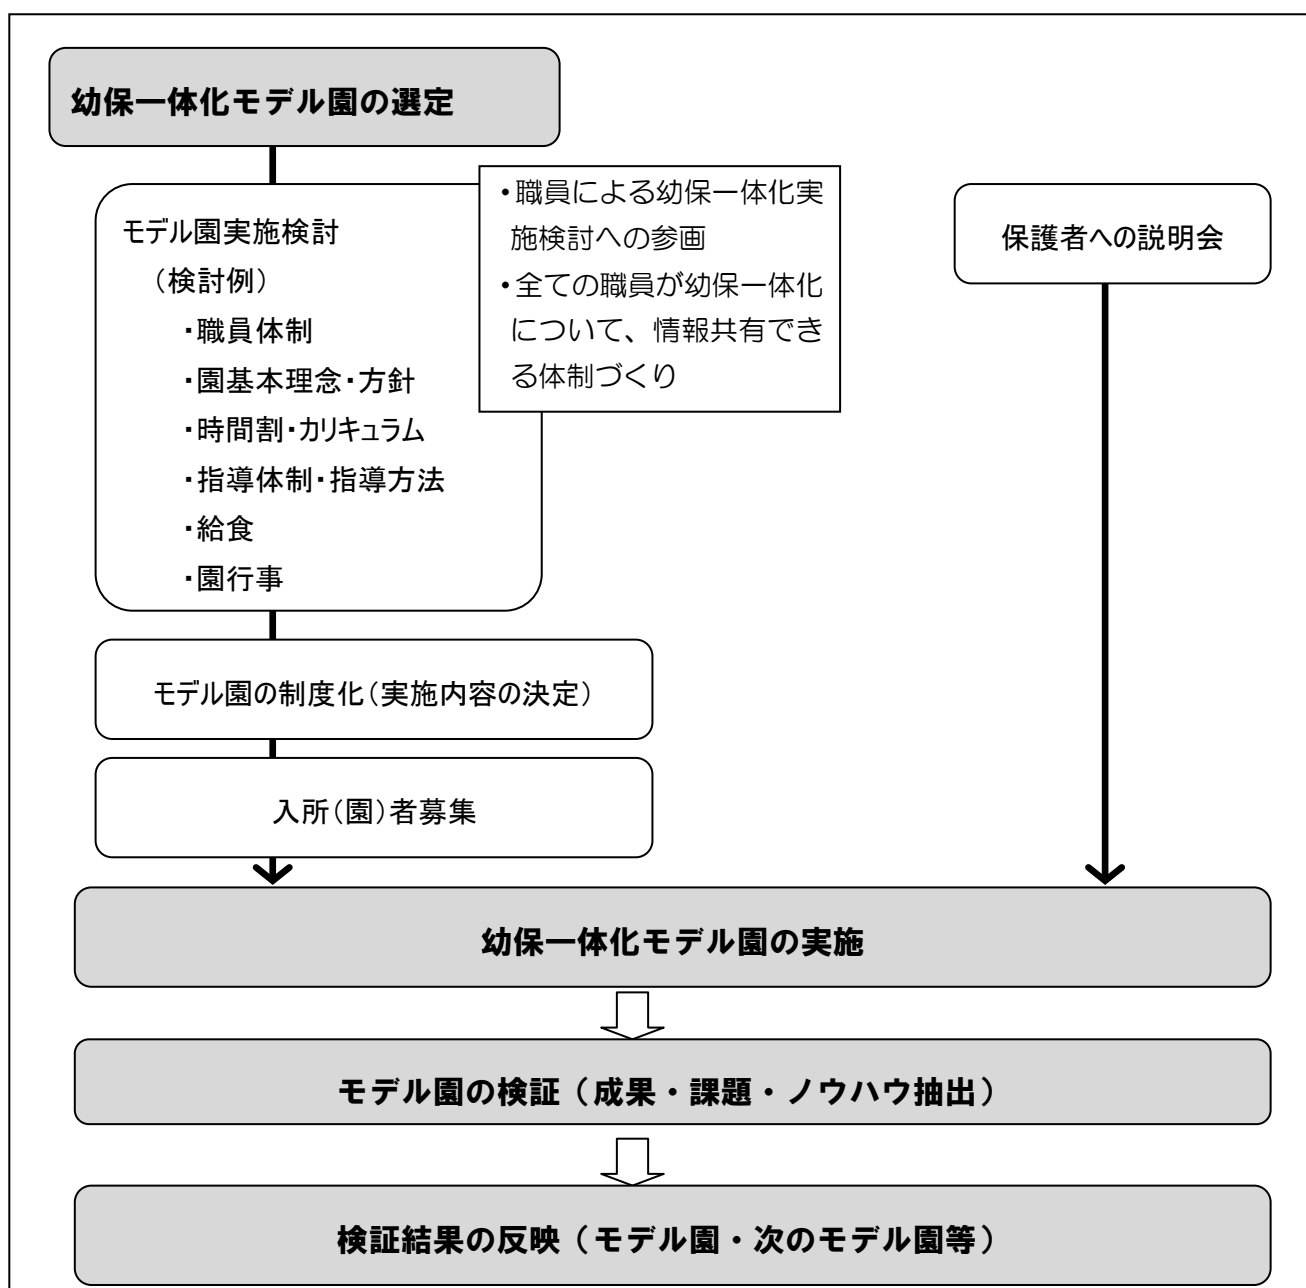 幼保一体化モデル園の選定
モデル園実施検討
（検討例）
・職員体制
・園基本理念・方針
・時間割・カリキュラム
・指導体制・指導方法
・給食
・園行事
・職員による幼保一体化実
施検討への参画
・全ての職員が幼保一体化
について、情報共有でき
る体制づくり
保護者への説明会
モデル園の制度化（実施内容の決定）
入所（園）者募集
幼保一体化モデル園の実施
モデル園の検証（成果・課題・ノウハウ抽出）
検証結果の反映（モデル園・次のモデル園等）